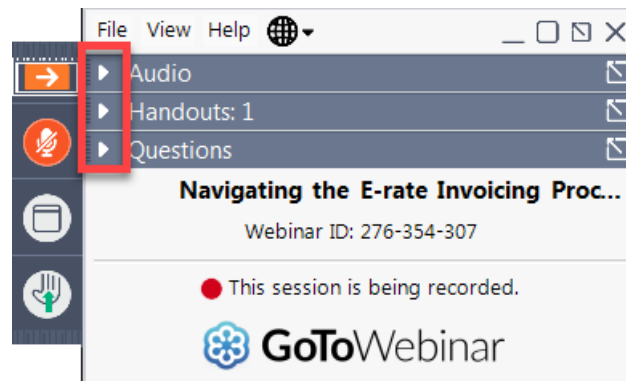 File View Help
Audio
Handouts: 1
Questions
Navigating the E-rate Invoicing Proc...
Webinar ID: 276-354-307
This session is being recorded.
GoToWebinar